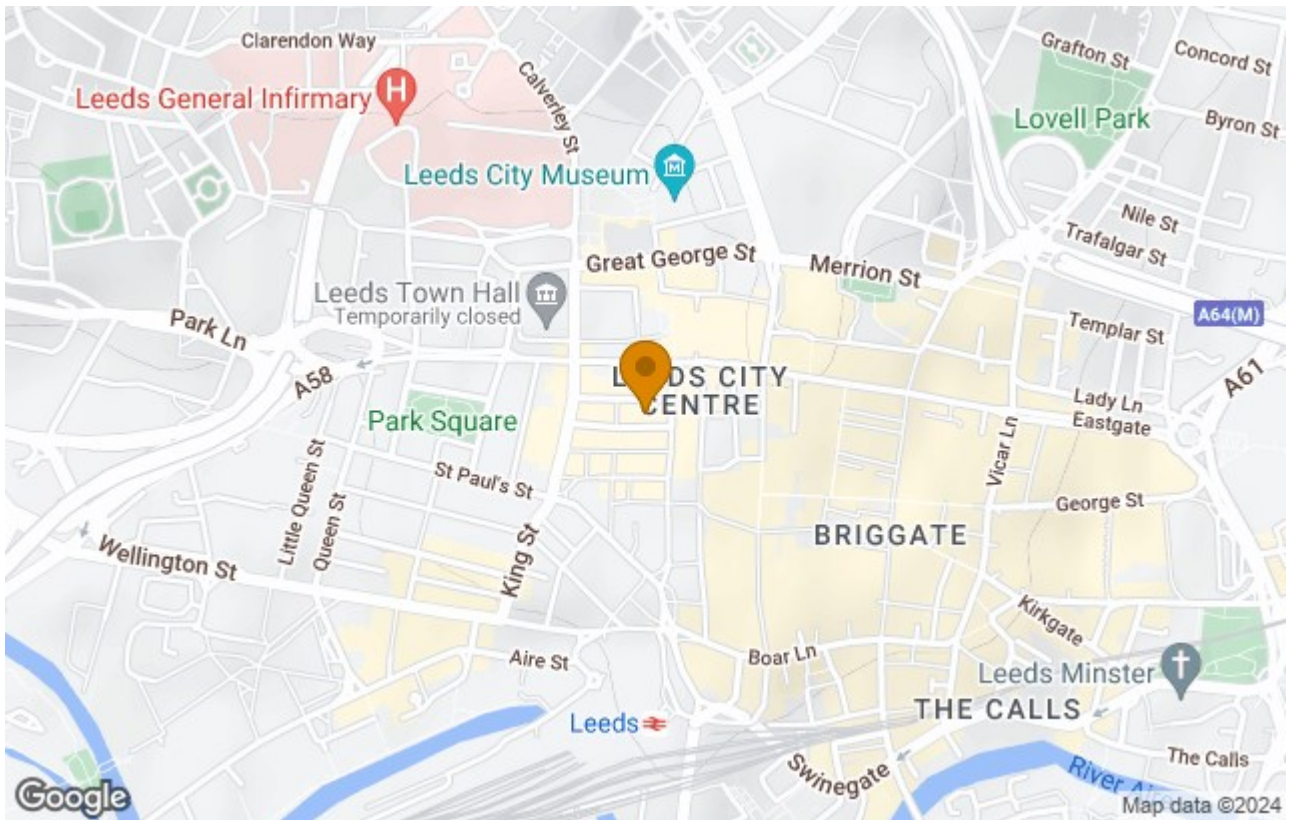 Clarendon Way
Grafton St
Concord St
Calverley St
Leeds General Infirmary
H
Lovell Park
Byron St
Leeds City Museum
M
Nile St
Trafalgar St
Great George St
Merrion St
Leeds Town Hall
Temporarily closed
A64(M)
Park Ln
Templar St
A58
LEEDS CITY
CENTRE
A61
Lady Ln
Eastgate
Park Square
Vicar Ln
St Paul's St
Little Queen St
Queen St
George St
King St
BRIGGATE
Wellington St
Kirkgate
Aire St
Boar Ln
Leeds Minster
THE CALLS
Leeds
Swinegate
The Calls
River
Google
Map data ©2024